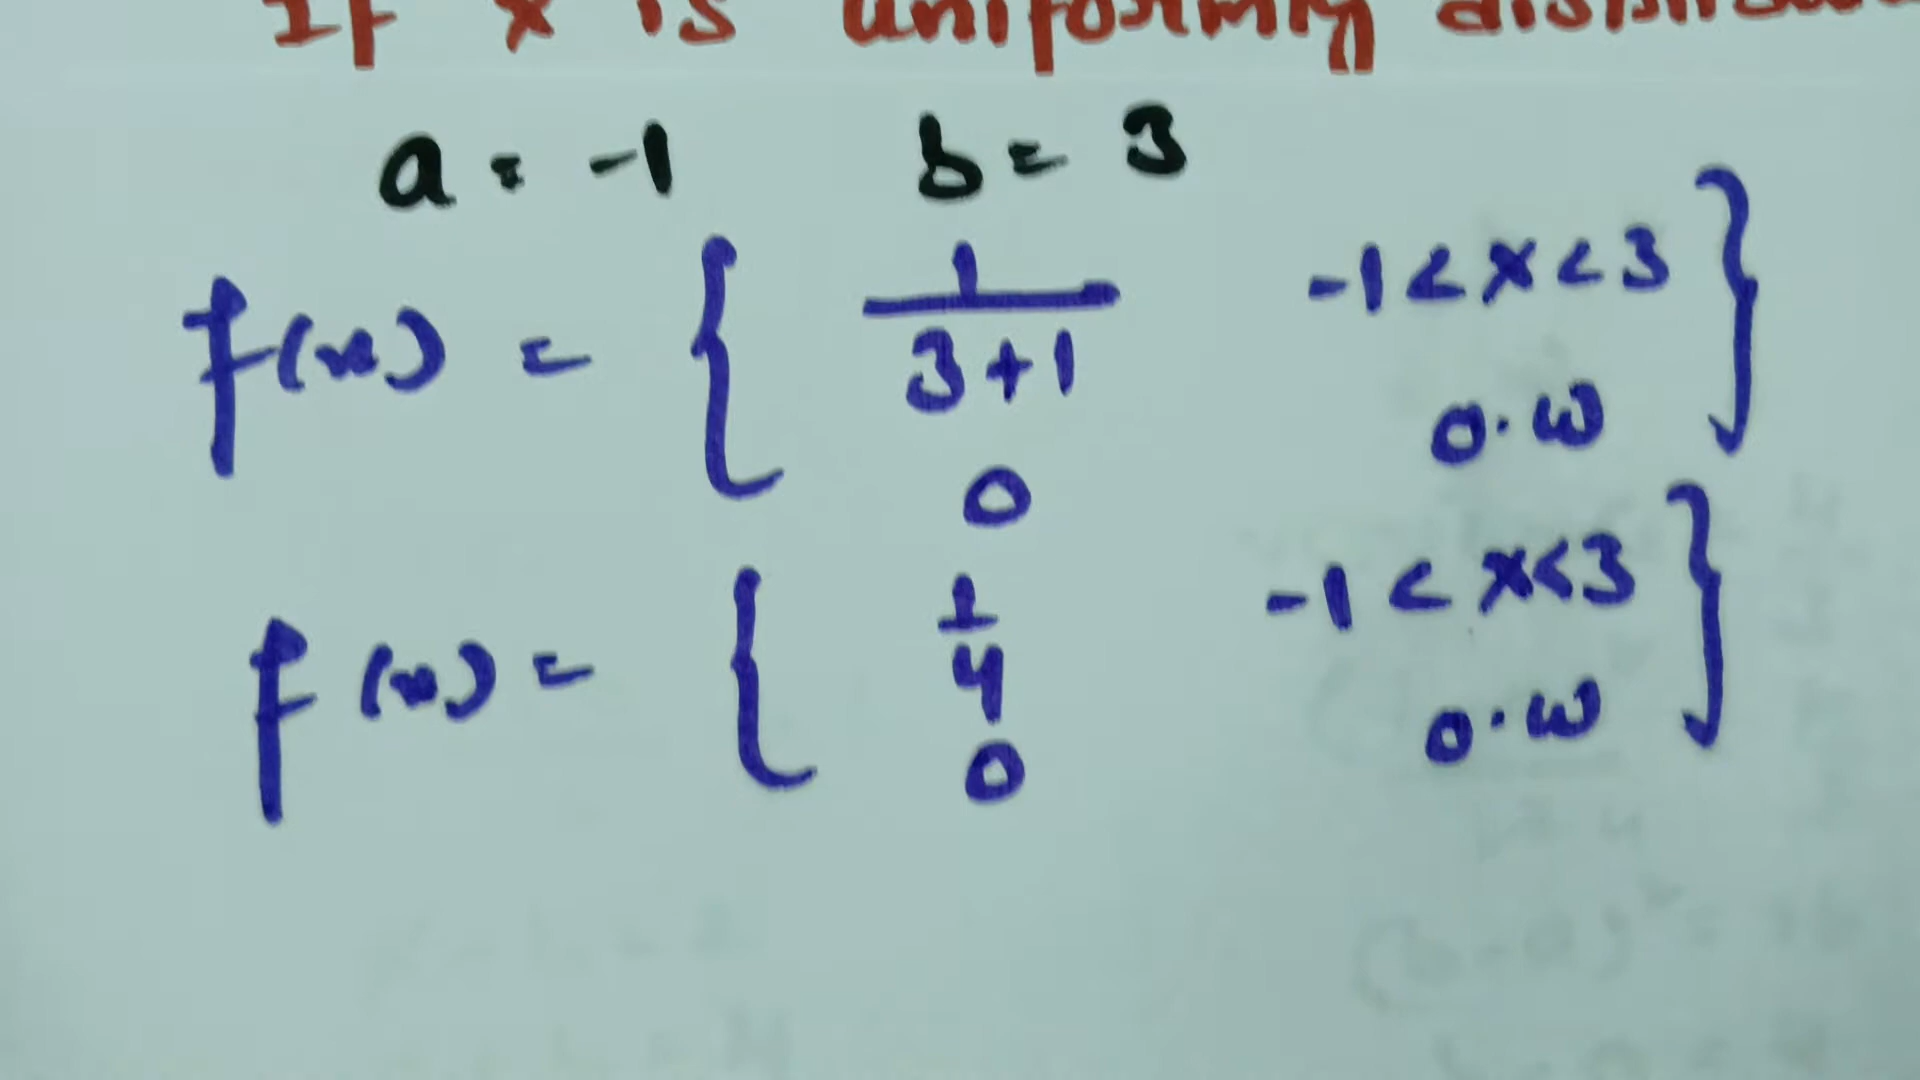 If x is uniformly
a = -1 b = 3
f(x) = { 1/3+1 -1 < x < 3 }
0 o.w
f(x) = { 1/4 -1 < x < 3 }
0 o.w